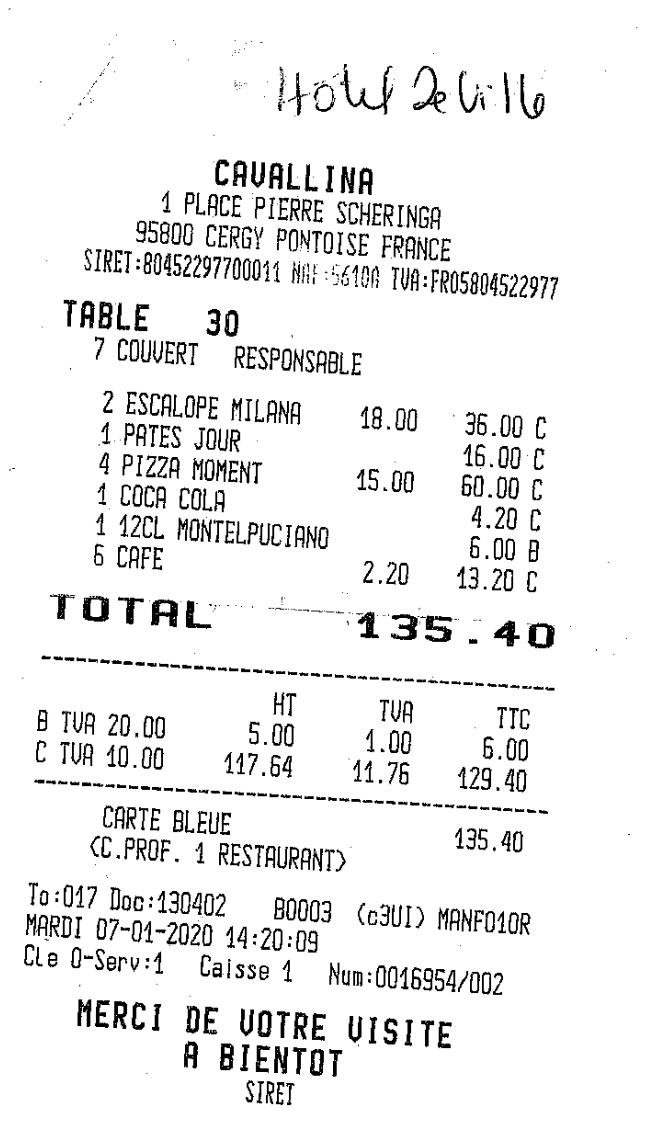 Hotel De Ville
CAVALLINA
1 PLACE PIERRE SCHERINGA
95800 CERGY PONTOISE FRANCE
SIRET:80452297700011 NAF:5610A TVA:FR05804522977
TABLE 30
7 COUVERT RESPONSABLE
2 ESCALOPE MILANA 18.00 36.00 C
1 PATES JOUR 16.00 C
4 PIZZA MOMENT 15.00 60.00 C
1 COCA COLA 4.20 C
1 12CL MONTELPUCIANO 6.00 B
6 CAFE 2.20 13.20 C
TOTAL 135.40
HT TVA TTC
B TVA 20.00 5.00 1.00 6.00
C TVA 10.00 117.64 11.76 129.40
CARTE BLEUE 135.40
(C.PROF. 1 RESTAURANT)
To:017 Doc:130402 B0003 (c3UI) MANFO10R
MARDI 07-01-2020 14:20:09
Cle 0-Serv:1 Caisse 1 Num:0016954/002
MERCI DE VOTRE VISITE
A BIENTOT
SIRET